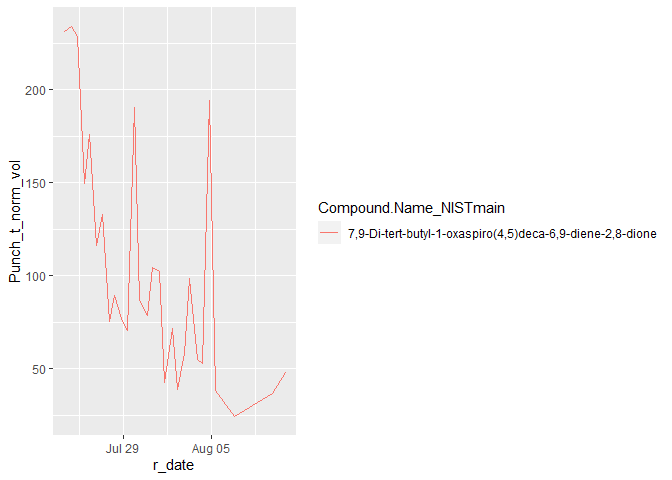 Punch_t_norm_vol
200
150
100
50
Jul 29
Aug 05
r_date
Compound.Name_NISTmain
7,9-Di-tert-butyl-1-oxaspiro(4,5)deca-6,9-diene-2,8-dione